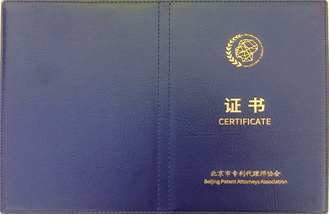 证书
CERTIFICATE
北京市专利代理师协会
Beijing Patent Attorneys Association